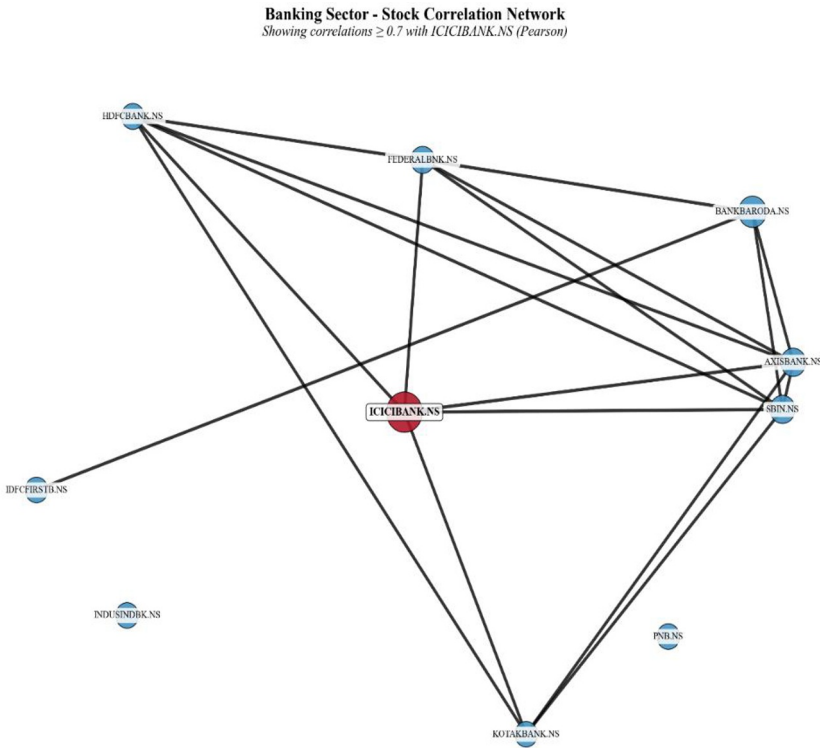 Banking Sector - Stock Correlation Network
Showing correlations ≥ 0.7 with ICICIBANK.NS (Pearson)
HDFCBANK.NS
FEDERALBNK.NS
BANKBARODA.NS
AXISBANK.NS
SBIN.NS
ICICIBANK.NS
IDFCFIRSTB.NS
INDUSINDBK.NS
PNB.NS
KOTAKBANK.NS